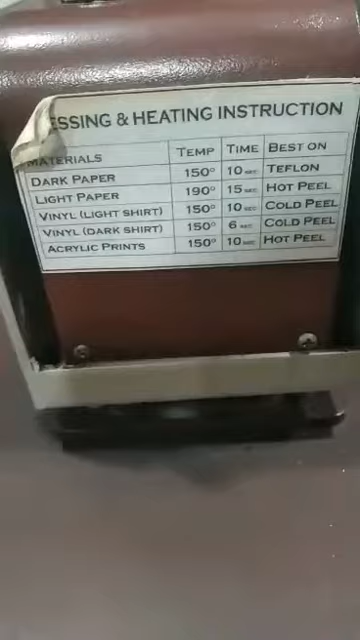 ESSING & HEATING INSTRUCTION
MATERIALS TEMP TIME BEST ON
DARK PAPER 150° 10 SEC TEFLON
LIGHT PAPER 190° 15 SEC HOT PEEL
VINYL (LIGHT SHIRT) 150° 10 SEC COLD PEEL
VINYL (DARK SHIRT) 150° 6 SEC COLD PEEL
ACRYLIC PRINTS 150° 10 SEC HOT PEEL